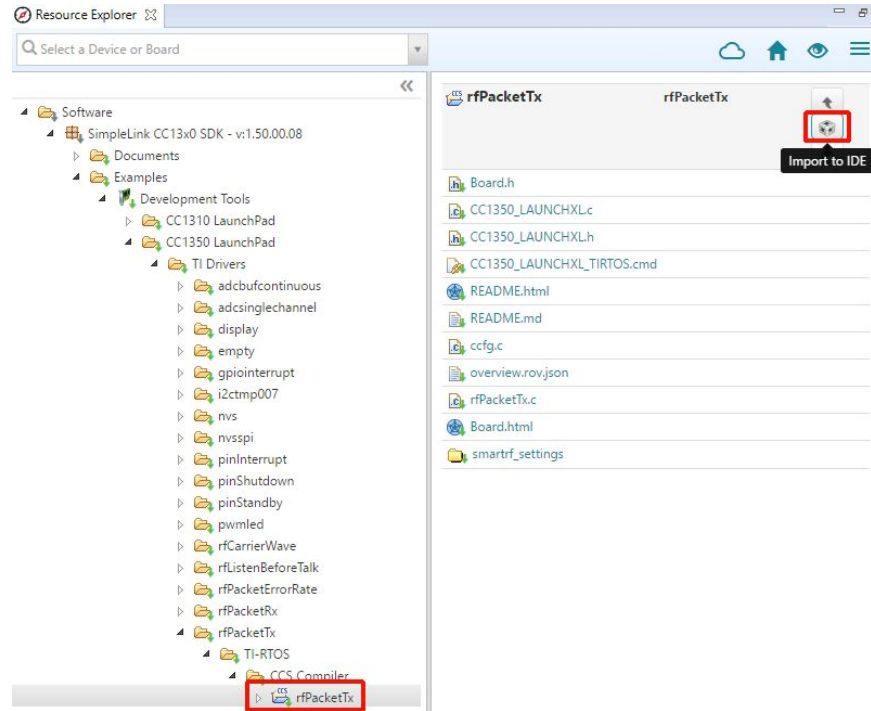 Resource Explorer
Select a Device or Board
Software
SimpleLink CC13x0 SDK - v:1.50.00.08
Documents
Examples
Development Tools
CC1310 LaunchPad
CC1350 LaunchPad
TI Drivers
adcbufcontinuous
adcsinglechannel
display
empty
gpiointerrupt
i2ctmp007
nvs
nvsspi
pinInterrupt
pinShutdown
pinStandby
pwmled
rfCarrierWave
rfListenBeforeTalk
rfPacketErrorRate
rfPacketRx
rfPacketTx
TI-RTOS
CCS Compiler
rfPacketTx
rfPacketTx rfPacketTx
Import to IDE
Board.h
CC1350_LAUNCHXL.c
CC1350_LAUNCHXL.h
CC1350_LAUNCHXL_TIRTOS.cmd
README.html
README.md
ccfg.c
overview.rov.json
rfPacketTx.c
Board.html
smartrf_settings